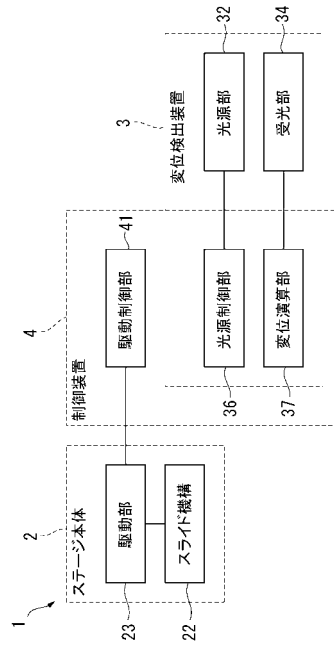 1
2
ステージ本体
駆動部
23
スライド機構
22
4
制御装置
駆動制御部
41
光源制御部
36
変位演算部
37
3
変位検出装置
光源部
32
受光部
34